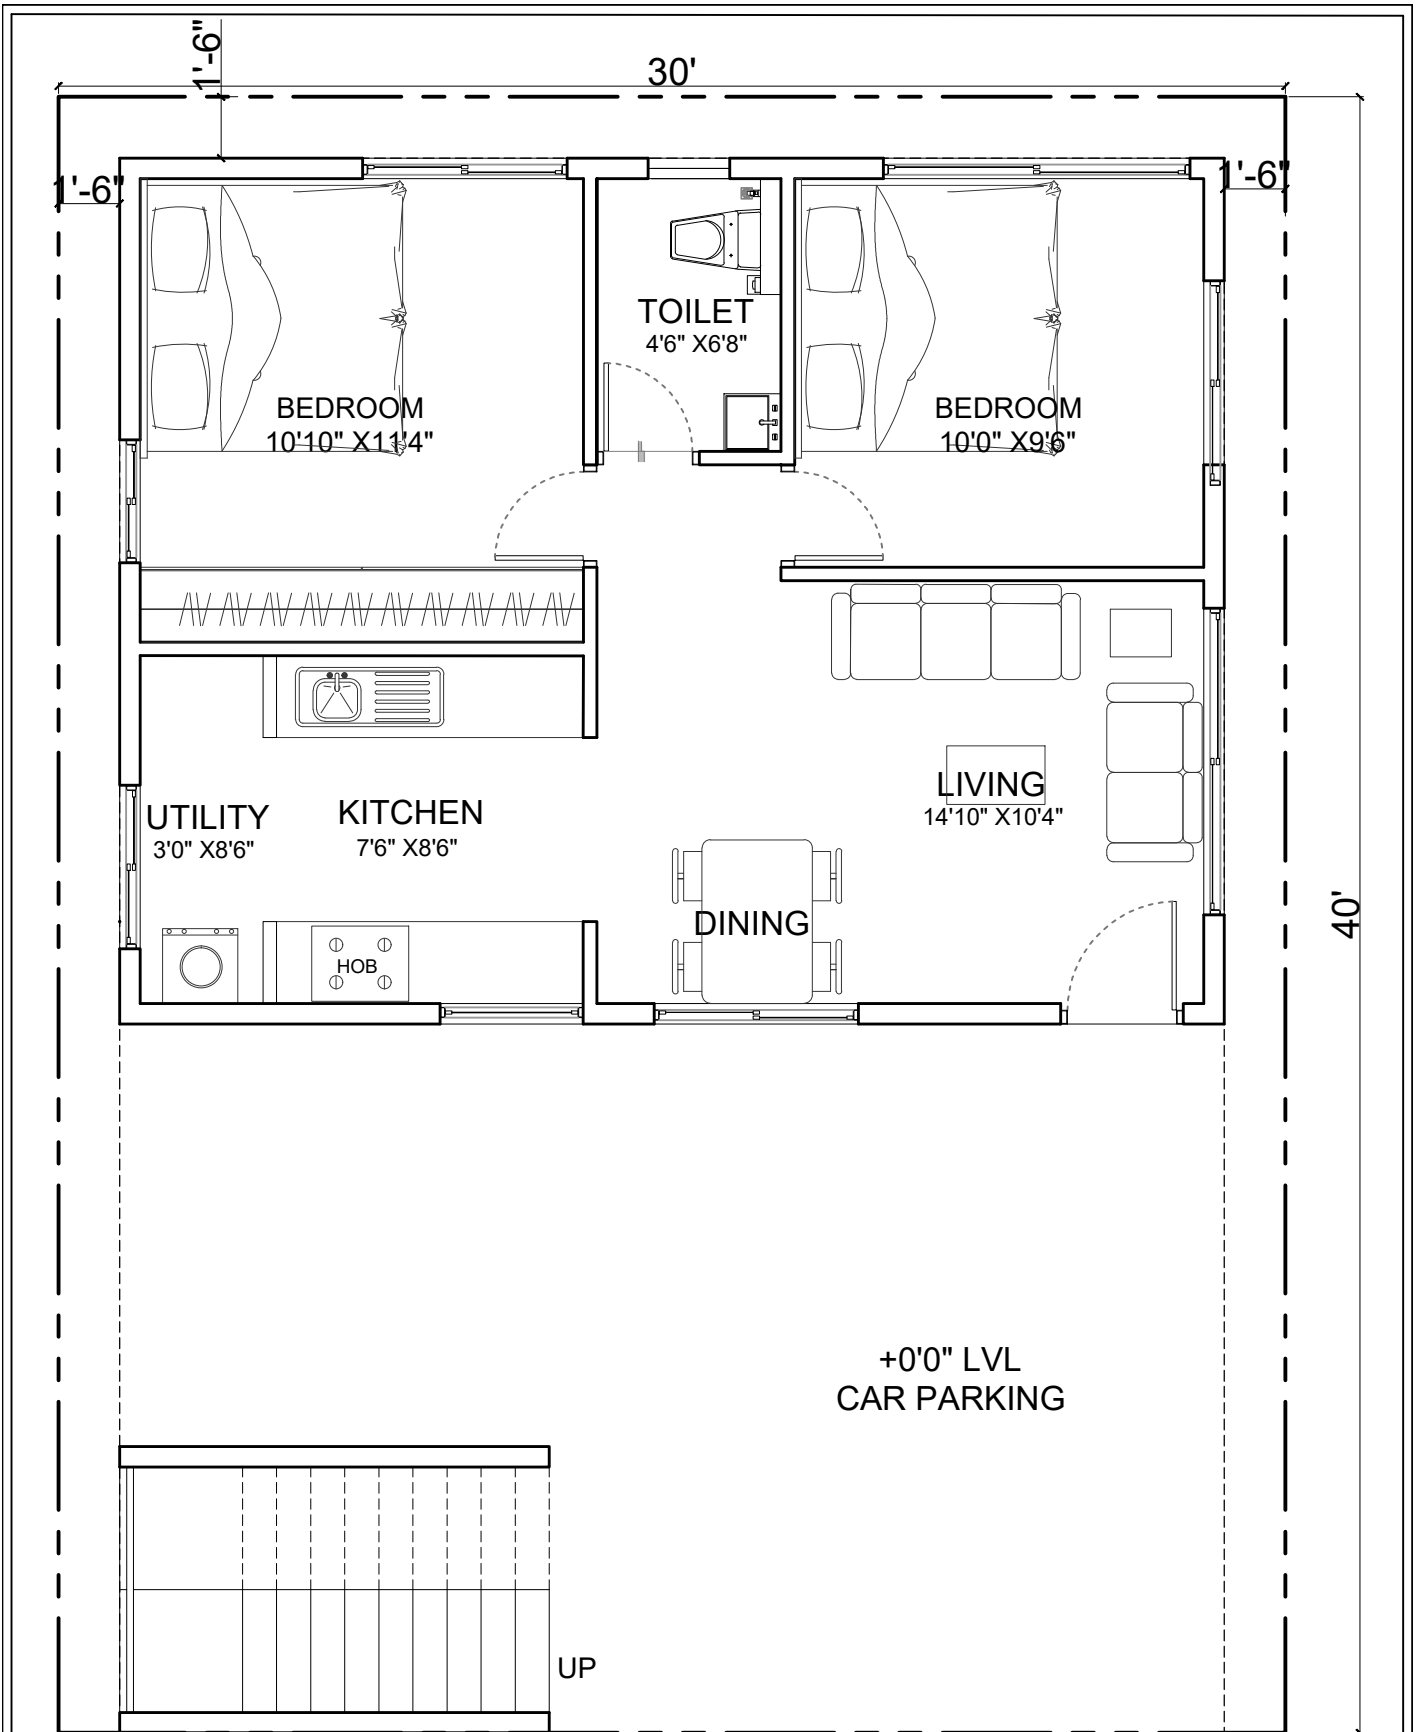 1'-6"
30'
1'-6"
1'-6"
TOILET
4'6" X6'8"
BEDROOM
10'10" X11'4"
BEDROOM
10'0" X9'6"
UTILITY
3'0" X8'6"
KITCHEN
7'6" X8'6"
LIVING
14'10" X10'4"
DINING
HOB
40'
+0'0" LVL
CAR PARKING
UP